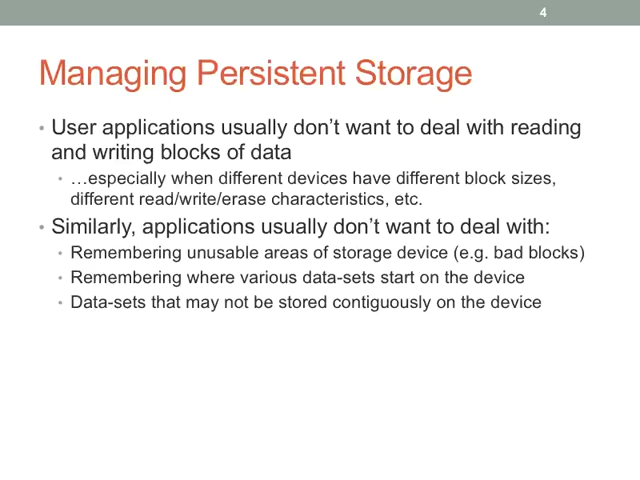 4
Managing Persistent Storage
• User applications usually don’t want to deal with reading
and writing blocks of data
• …especially when different devices have different block sizes,
different read/write/erase characteristics, etc.
• Similarly, applications usually don’t want to deal with:
• Remembering unusable areas of storage device (e.g. bad blocks)
• Remembering where various data-sets start on the device
• Data-sets that may not be stored contiguously on the device